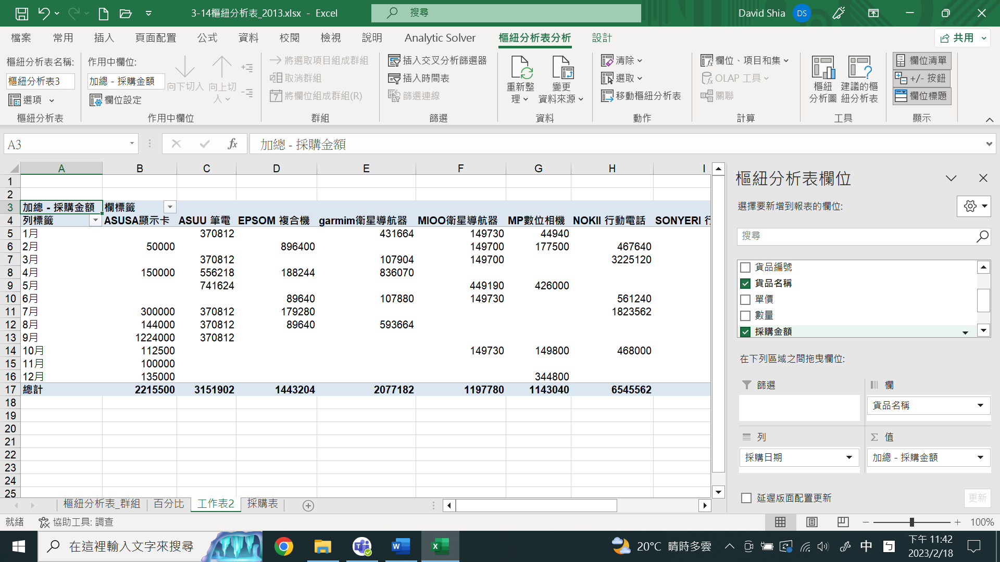 3-14樞紐分析表_2013.xlsx - Excel
搜尋
David Shia
DS
檔案 常用 插入 頁面配置 公式 資料 校閱 檢視 說明 Analytic Solver 樞紐分析表分析 設計
共用
樞紐分析表名稱:
樞紐分析表3
選項
樞紐分析表
作用中欄位:
加總 - 採購金額
欄位設定
向下切入
向上切入
作用中欄位
將選取項目組成群組
取消群組
將欄位組成群組(R)
群組
插入交叉分析篩選器
插入時間表
篩選連線
篩選
重新整理
變更資料來源
資料
清除
選取
移動樞紐分析表
動作
欄位、項目和集
OLAP 工具
關聯
計算
樞紐分析圖
建議的樞紐分析表
工具
欄位清單
+/- 按鈕
欄位標題
顯示
A3
fx
加總 - 採購金額
A B C D E F G H I
1
2
3 加總 - 採購金額 欄標籤
4 列標籤 ASUSA顯示卡 ASUU 筆電 EPSOM 複合機 garmim衛星導航器 MIOO衛星導航器 MP數位相機 NOKII 行動電話 SONYERI 行
5 1月 370812 431664 149730 44940
6 2月 50000 896400 149700 177500 467640
7 3月 370812 107904 149700 3225120
8 4月 150000 556218 188244 836070
9 5月 741624 449190 426000
10 6月 89640 107880 149730 561240
11 7月 300000 370812 179280 1823562
12 8月 144000 370812 89640 593664
13 9月 1224000 370812
14 10月 112500 149730 149800 468000
15 11月 100000
16 12月 135000 344800
17 總計 2215500 3151902 1443204 2077182 1197780 1143040 6545562
18
19
20
21
22
23
24
25
樞紐分析表_群組 百分比 工作表2 採購表
樞紐分析表欄位
選擇要新增到報表的欄位:
搜尋
貨品編號
貨品名稱
單價
數量
採購金額
在下列區域之間拖曳欄位:
篩選
欄
貨品名稱
列
採購日期
Σ 值
加總 - 採購金額
延遲版面配置更新
更新
就緒
協助工具: 調查
100%
在這裡輸入文字來搜尋
20°C 晴時多雲
中
ㄅ
下午 11:42
2023/2/18